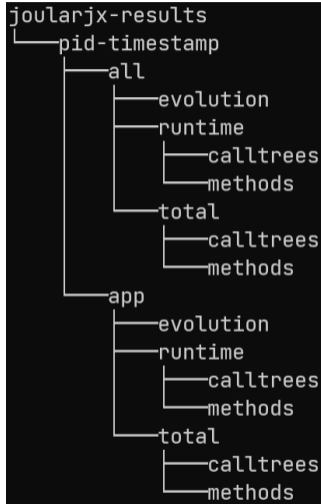 joularjx-results
pid-timestamp
all
evolution
runtime
calltrees
methods
total
calltrees
methods
app
evolution
runtime
calltrees
methods
total
calltrees
methods